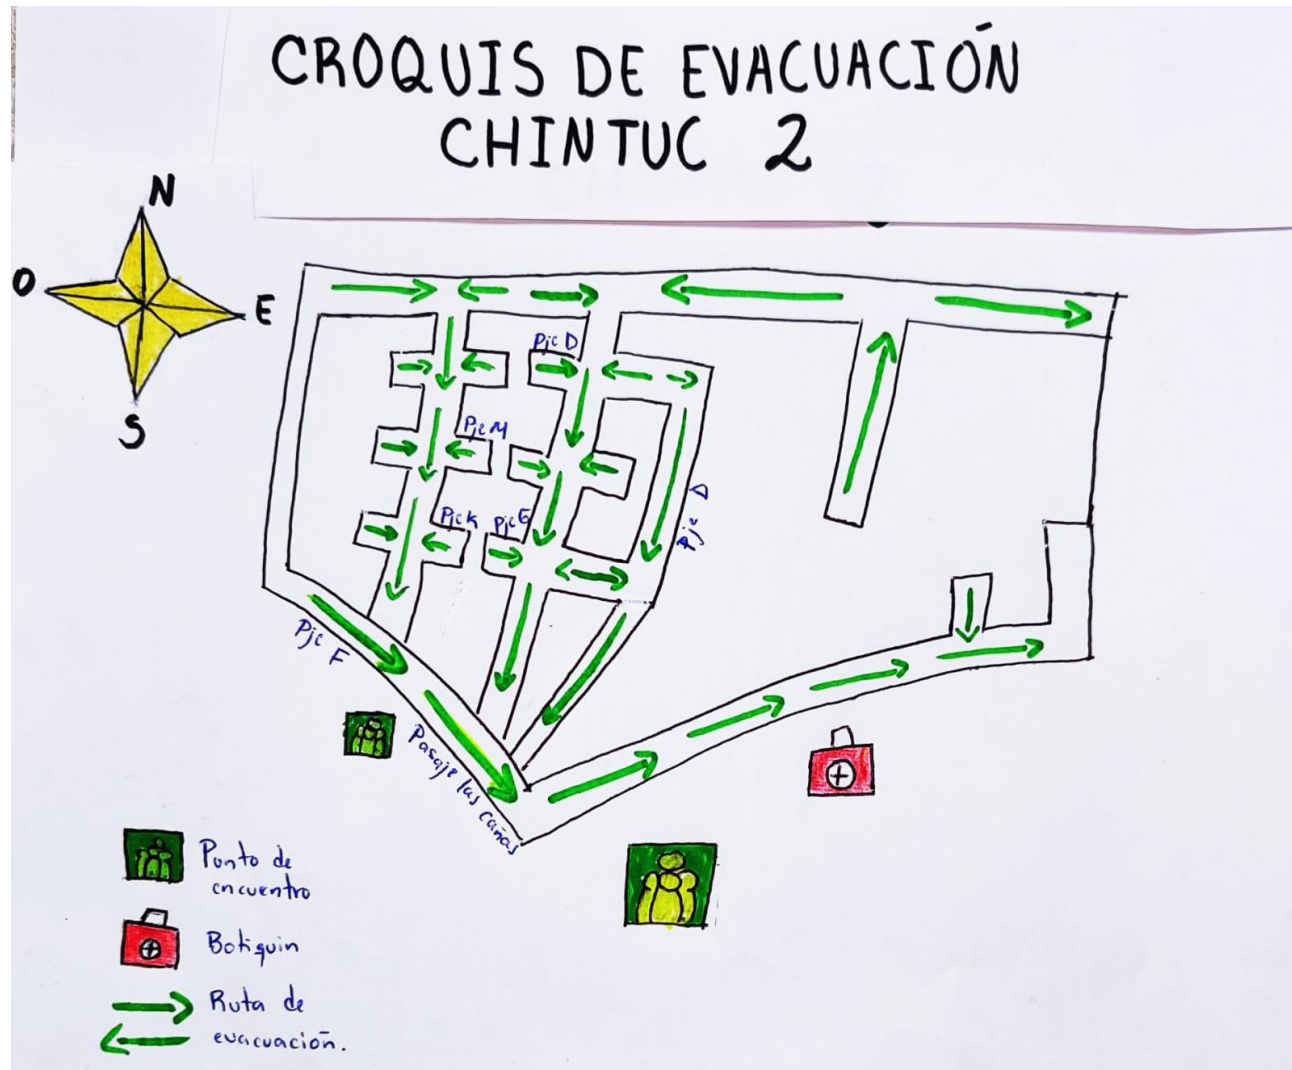 CROQUIS DE EVACUACIÓN
CHINTUC 2
N
O
E
S
Pje D
Pje M
Pje K
Pje G
Pje D
Pje F
Pasaje las cañas
Punto de
encuentro
Botiquin
Ruta de
evacuación.